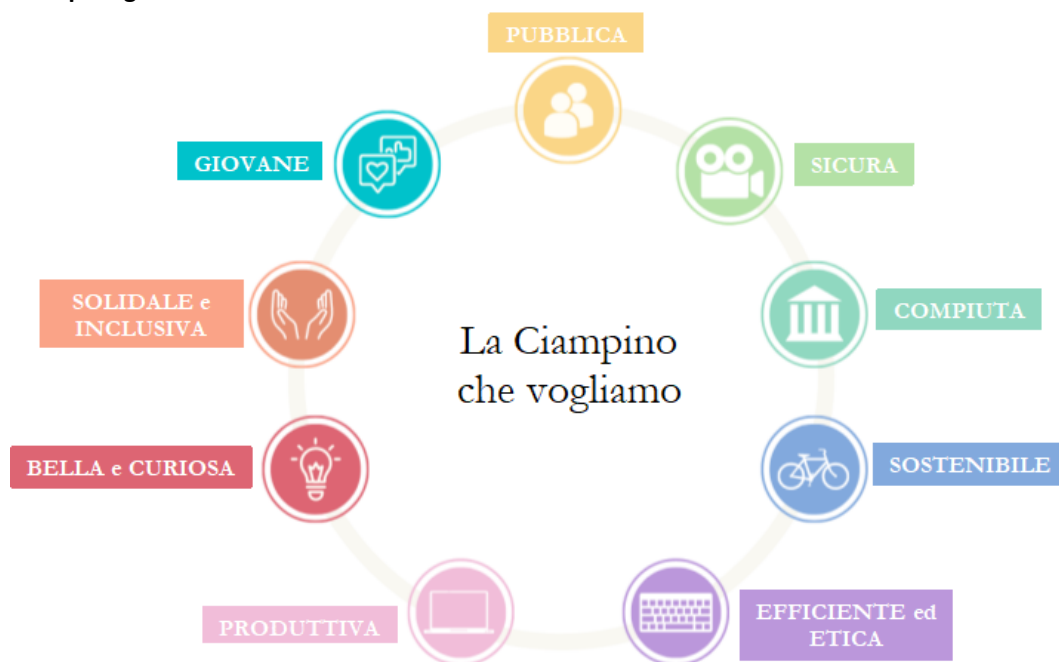 PUBBLICA
GIOVANE
SICURA
SOLIDALE e
INCLUSIVA
COMPIUTA
La Ciampino
che vogliamo
BELLA e CURIOSA
SOSTENIBILE
PRODUTTIVA
EFFICIENTE ed
ETICA